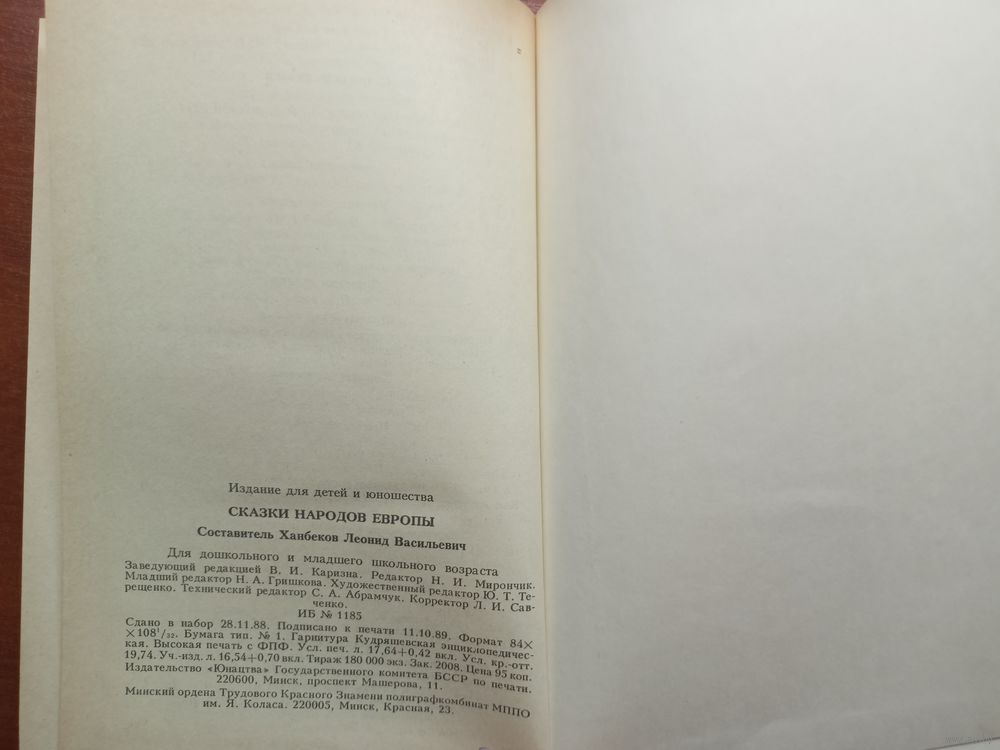 Издание для детей и юношества
СКАЗКИ НАРОДОВ ЕВРОПЫ
Составитель Ханбеков Леонид Васильевич
Для дошкольного и младшего школьного возраста
Заведующий редакцией В. И. Каризна. Редактор Н. И. Мирончик.
Младший редактор Н. А. Гришкова. Художественный редактор Ю. Т. Те-
рещенко. Технический редактор С. А. Абрамчук. Корректор Л. И. Сав-
ченко.
ИБ № 1185
Сдано в набор 28.11.88. Подписано к печати 11.10.89. Формат 84×
×108¹/₃₂. Бумага тип. № 1. Гарнитура Кудряшевская энциклопедичес-
кая. Высокая печать с ФПФ. Усл. печ. л. 17,64+0,42 вкл. Усл. кр.-отт.
19,74. Уч.-изд. л. 16,54+0,70 вкл. Тираж 180 000 экз. Зак. 2008. Цена 95 коп.
Издательство «Юнацтва» Государственного комитета БССР по печати.
220600, Минск, проспект Машерова, 11.
Минский ордена Трудового Красного Знамени полиграфкомбинат МППО
им. Я. Коласа. 220005, Минск, Красная, 23.